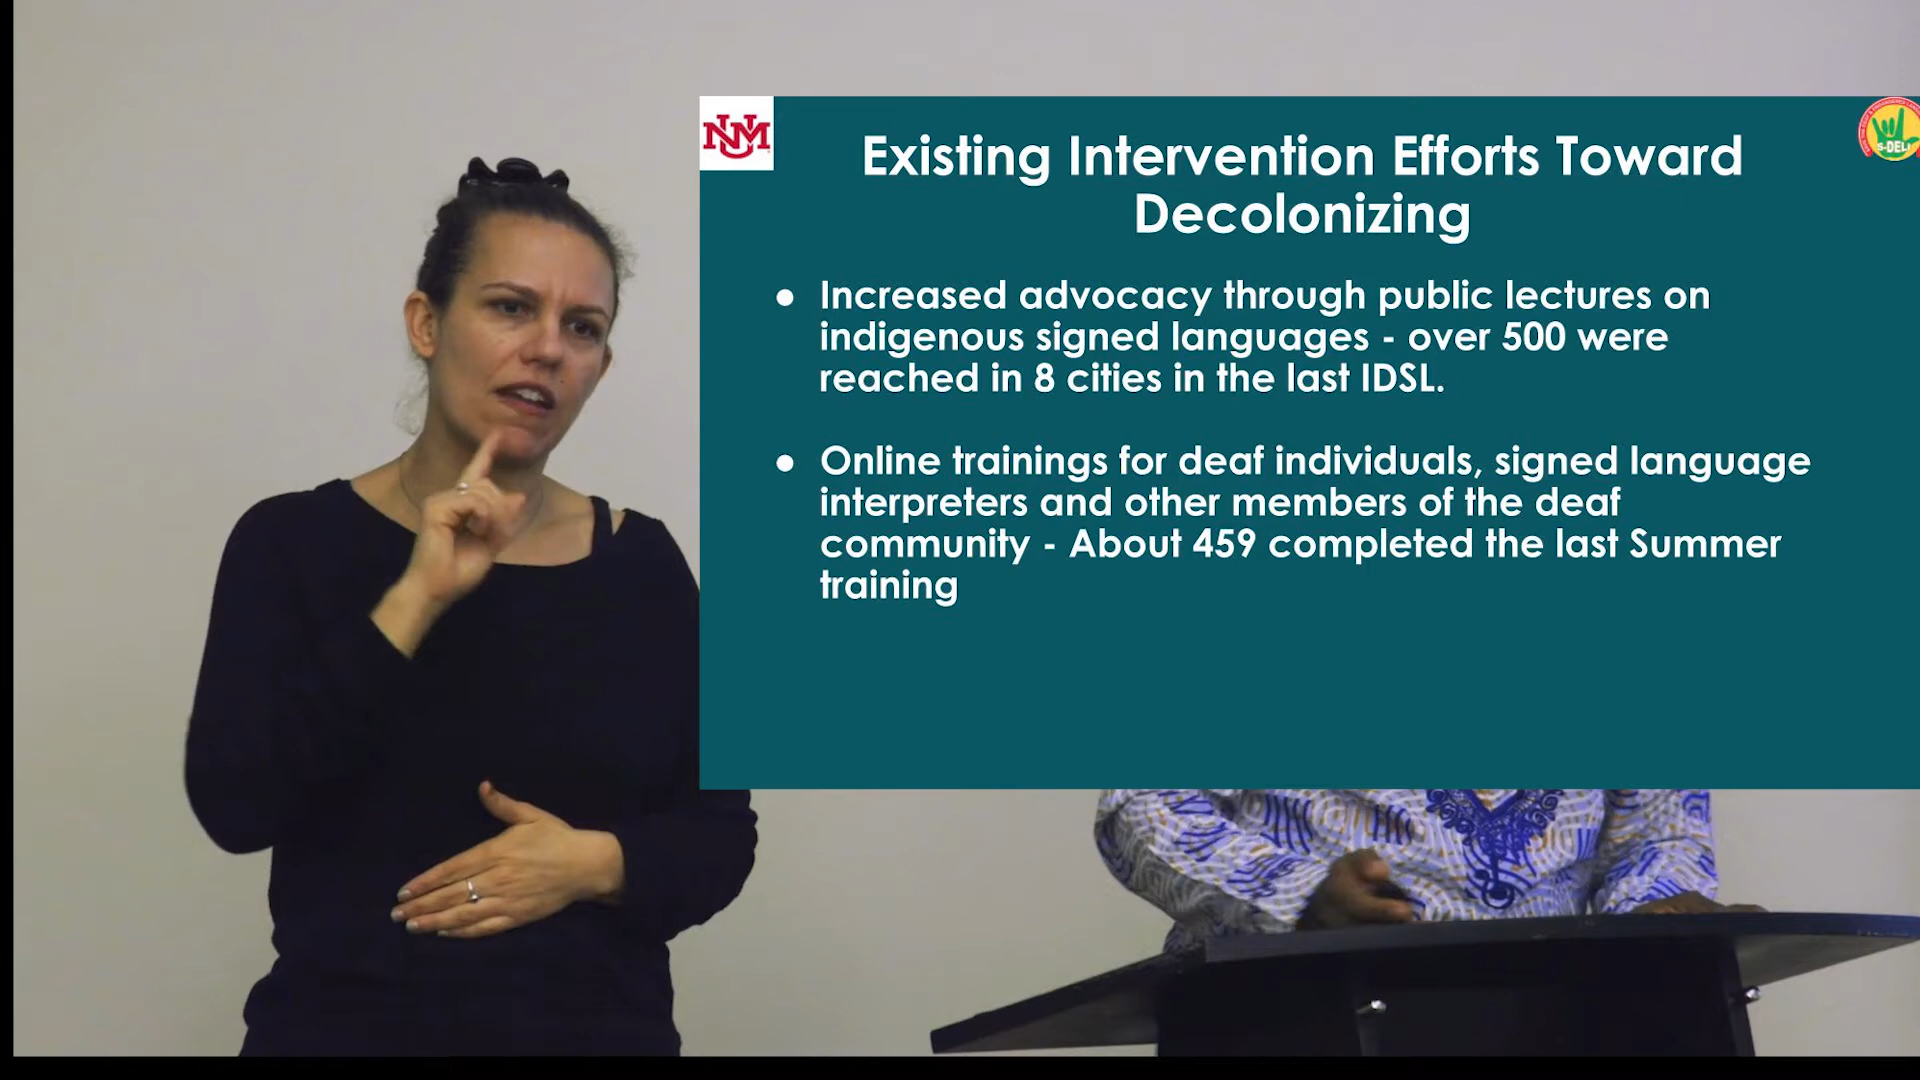 UNM
Existing Intervention Efforts Toward
Decolonizing
● Increased advocacy through public lectures on
indigenous signed languages - over 500 were
reached in 8 cities in the last IDSL.
● Online trainings for deaf individuals, signed language
interpreters and other members of the deaf
community - About 459 completed the last Summer
training
S-DELI